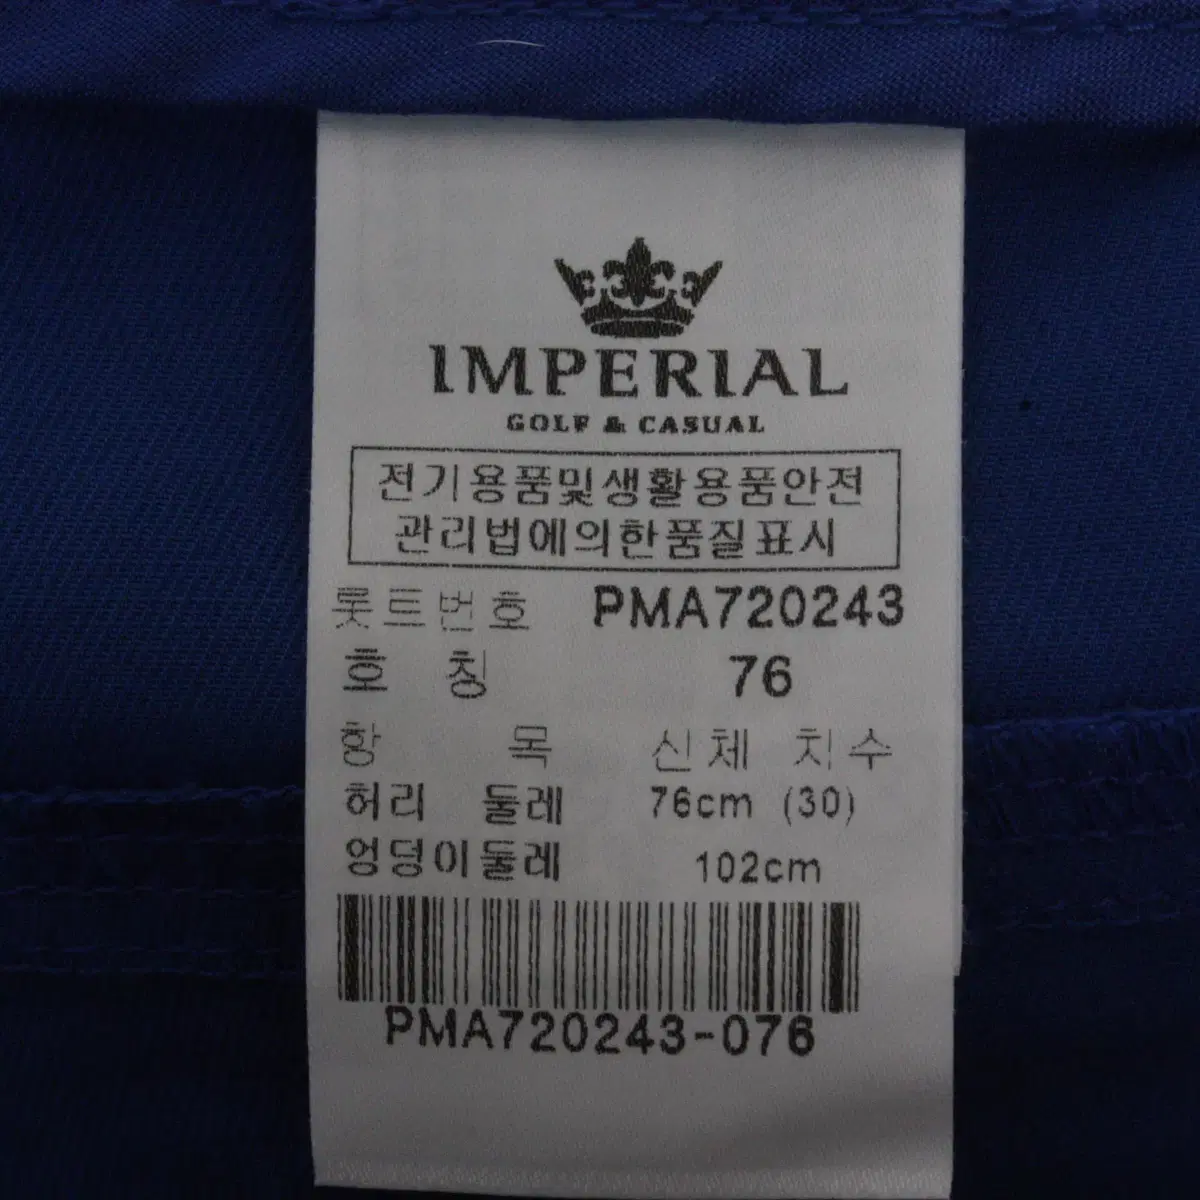 IMPERIAL
GOLF & CASUAL
전기용품및생활용품안전
관리법에의한품질표시
롯트번호 PMA720243
호 칭 76
항 목 신체 치수
허리 둘레 76cm (30)
엉덩이둘레 102cm
PMA720243-076